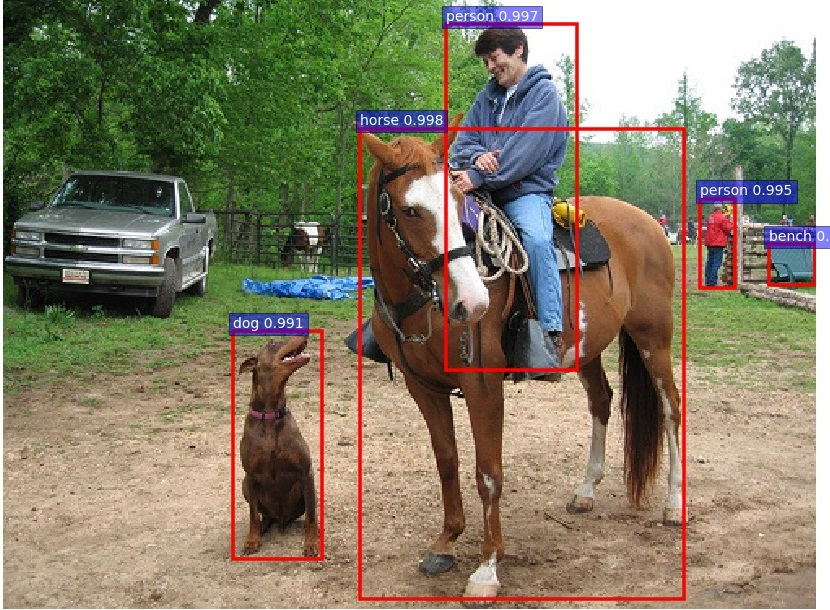 person 0.997
horse 0.998
person 0.995
bench 0.
dog 0.991